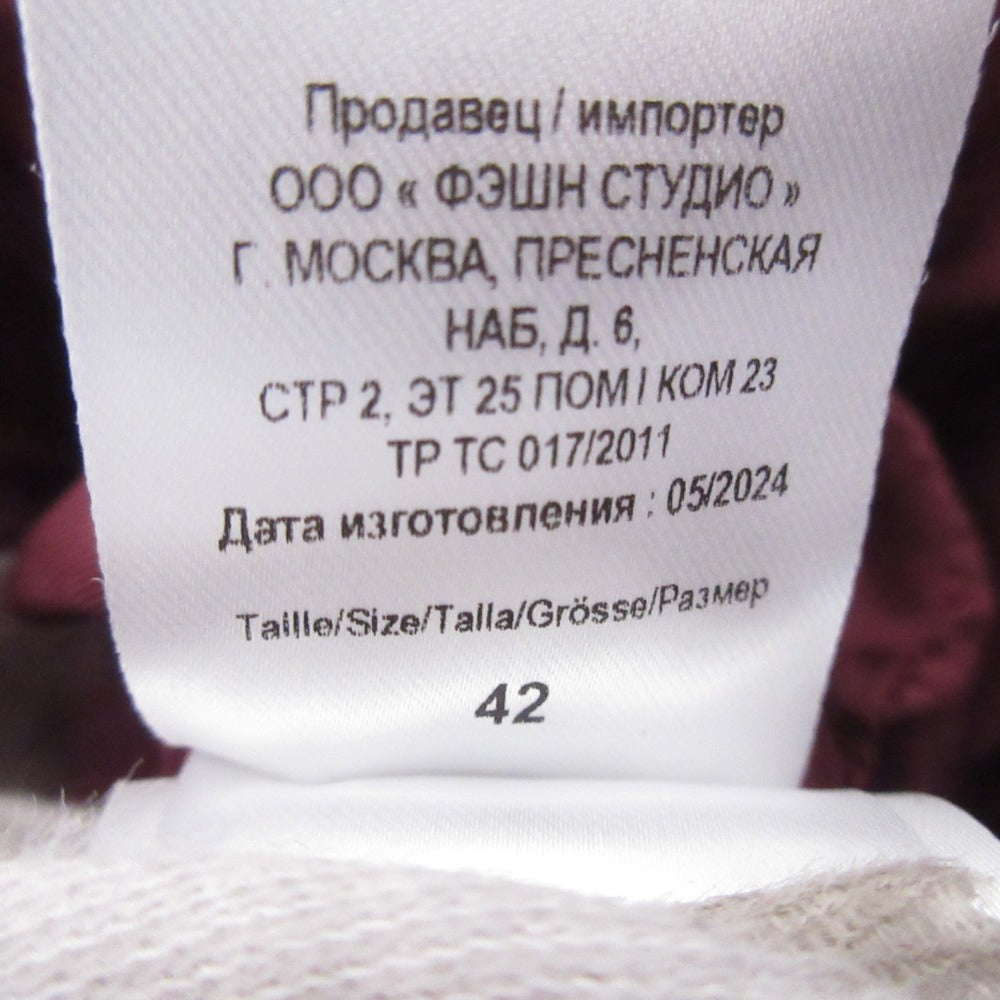 Продавец / импортер
ООО « ФЭШН СТУДИО »
Г. МОСКВА, ПРЕСНЕНСКАЯ
НАБ, Д. 6,
СТР 2, ЭТ 25 ПОМ I КОМ 23
ТР ТС 017/2011
Дата изготовления : 05/2024
Taille/Size/Talla/Grösse/Размер
42